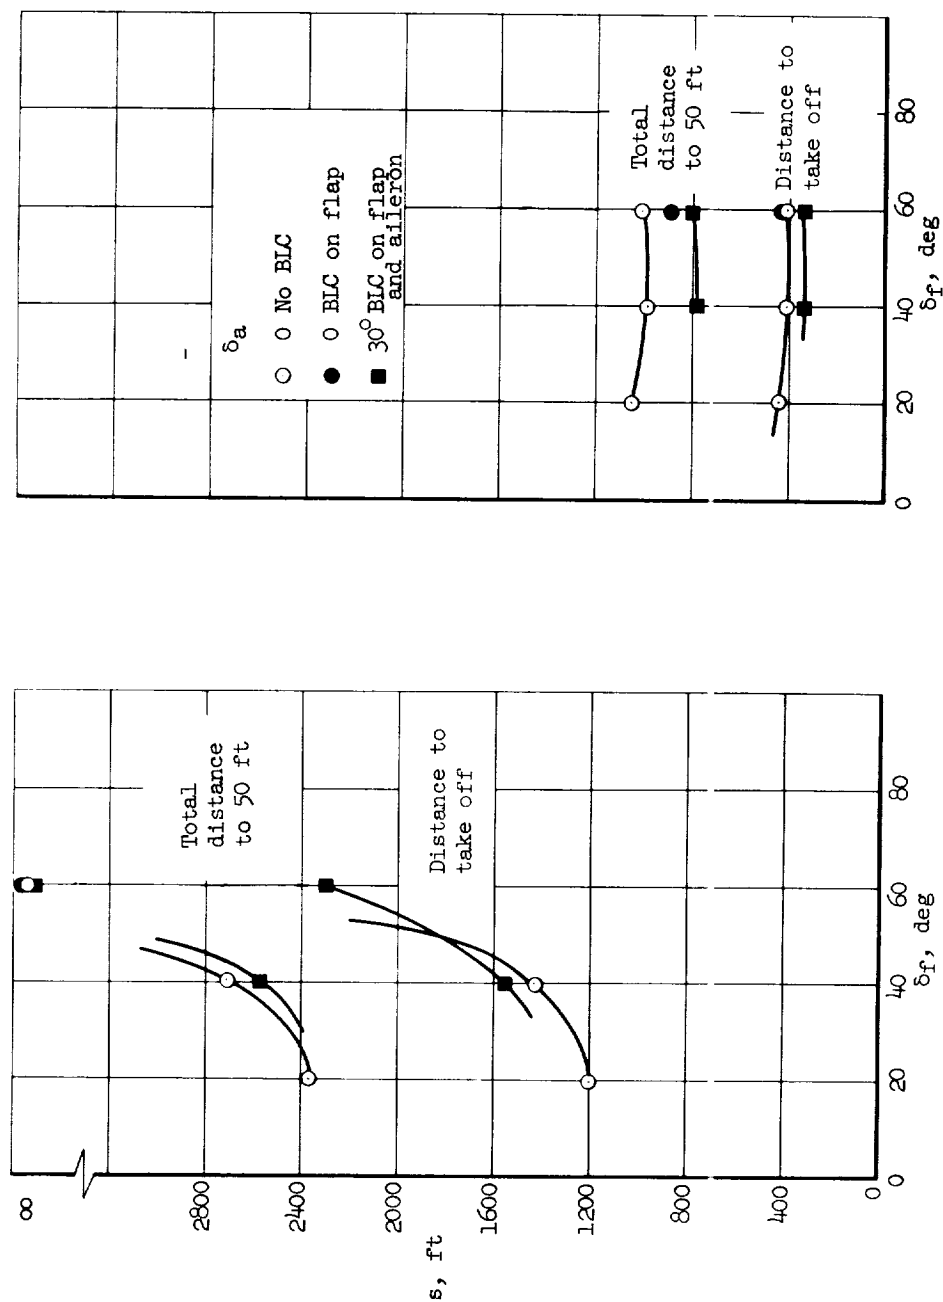 80
60
40
20
0
δf, deg
Total
distance
to 50 ft
Distance to
take off
δa
0 No BLC
0 BLC on flap
30° BLC on flap
and aileron
∞
2800
2400
2000
1600
1200
800
400
0
s, ft
Total
distance
to 50 ft
Distance to
take off
80
60
40
20
0
δf, deg